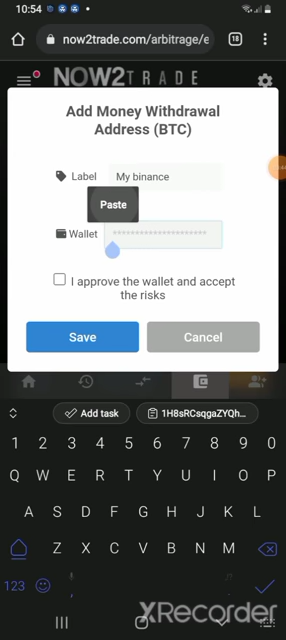 10:54
now2trade.com/arbitrage/e
18
NOW2TRADE
Add Money Withdrawal
Address (BTC)
Label My binance
Paste
Wallet *********************
I approve the wallet and accept
the risks
Save Cancel
Add task 1H8sRCsqgaZYQh...
1 2 3 4 5 6 7 8 9 0
Q W E R T Y U I O P
A S D F G H J K L
Z X C V B N M
123
XRecorder